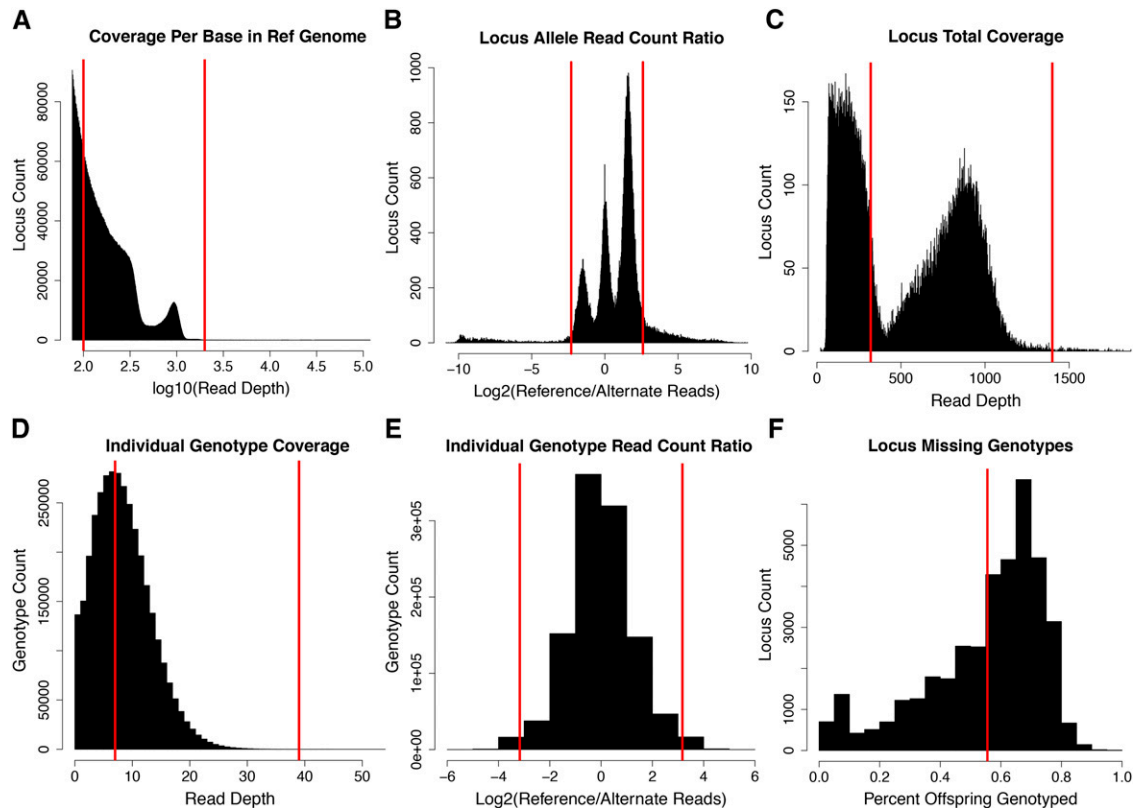 A
Coverage Per Base in Ref Genome
Locus Count
0
20000
40000
60000
80000
2.0 2.5 3.0 3.5 4.0 4.5 5.0
log10(Read Depth)
B
Locus Allele Read Count Ratio
Locus Count
0
200
400
600
800
1000
−10 −5 0 5 10
Log2(Reference/Alternate Reads)
C
Locus Total Coverage
Locus Count
0
50
100
150
0 500 1000 1500
Read Depth
D
Individual Genotype Coverage
Genotype Count
0
50000
150000
250000
0 10 20 30 40 50
Read Depth
E
Individual Genotype Read Count Ratio
Genotype Count
0e+00
1e+05
2e+05
3e+05
−6 −4 −2 0 2 4 6
Log2(Reference/Alternate Reads)
F
Locus Missing Genotypes
Locus Count
0
1000
3000
5000
0.0 0.2 0.4 0.6 0.8 1.0
Percent Offspring Genotyped